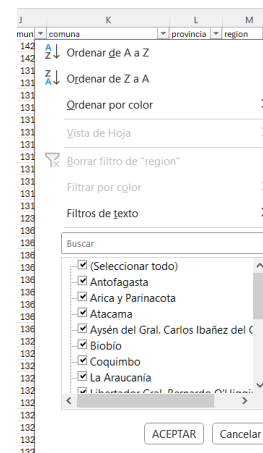 J K L M
mun comuna provincia region
142 Ordenar de A a Z
142
131 Ordenar de Z a A
131
131 Ordenar por color
131
131 Vista de Hoja
131
131 Borrar filtro de "region"
131
131 Filtrar por color
131
131 Filtros de texto
123
136
136 Buscar
136
136 (Seleccionar todo)
136 Antofagasta
136 Arica y Parinacota
136 Atacama
136 Aysén del Gral. Carlos Ibañez del C
132 Biobío
132 Coquimbo
132 La Araucanía
132 Libertador Gral. Bernardo O'Higgi
132
132
132 ACEPTAR Cancelar
132